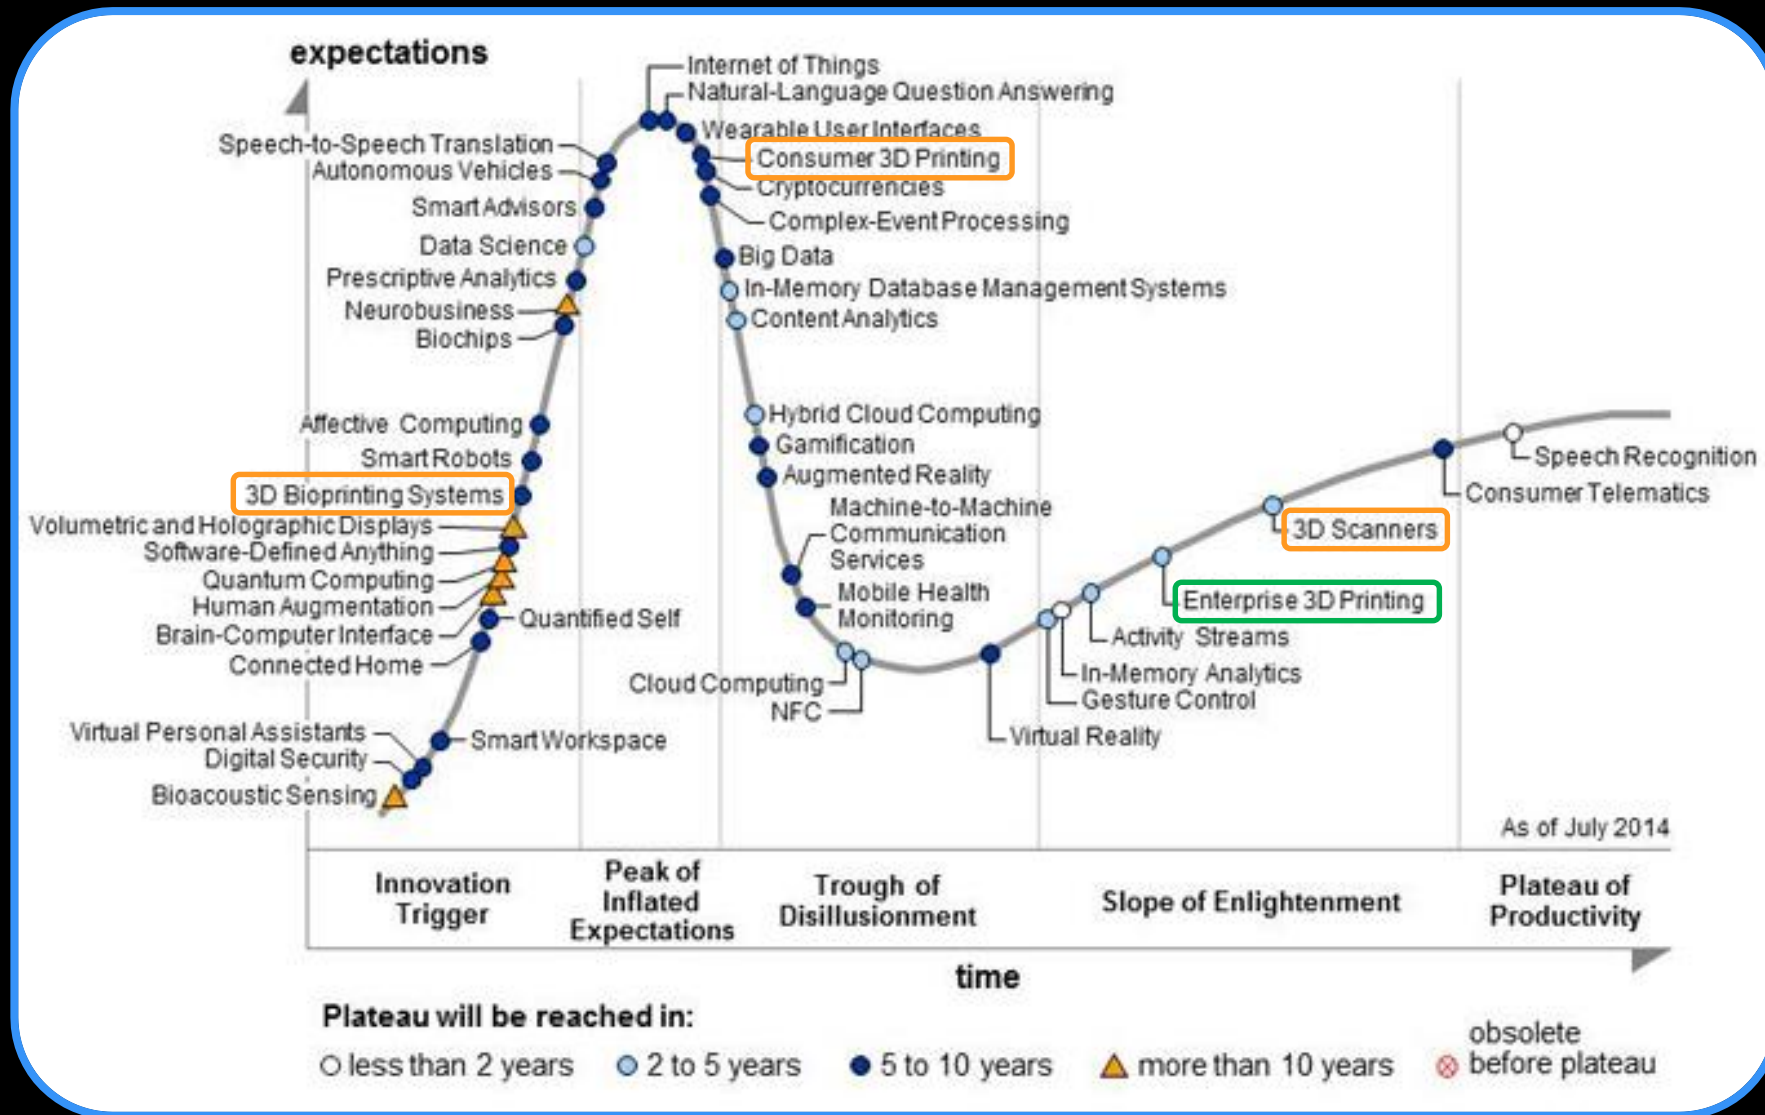 expectations
Internet of Things
Natural-Language Question Answering
Wearable User Interfaces
Consumer 3D Printing
Cryptocurrencies
Complex-Event Processing
Big Data
In-Memory Database Management Systems
Content Analytics
Speech-to-Speech Translation
Autonomous Vehicles
Smart Advisors
Data Science
Prescriptive Analytics
Neurobusiness
Biochips
Affective Computing
Smart Robots
3D Bioprinting Systems
Volumetric and Holographic Displays
Software-Defined Anything
Quantum Computing
Human Augmentation
Brain-Computer Interface
Connected Home
Quantified Self
Virtual Personal Assistants
Digital Security
Bioacoustic Sensing
Smart Workspace
Hybrid Cloud Computing
Gamification
Augmented Reality
Machine-to-Machine
Communication
Services
Mobile Health
Monitoring
Cloud Computing
NFC
Virtual Reality
Gesture Control
In-Memory Analytics
Activity Streams
Enterprise 3D Printing
3D Scanners
Consumer Telematics
Speech Recognition
As of July 2014
Innovation
Trigger
Peak of
Inflated
Expectations
Trough of
Disillusionment
Slope of Enlightenment
Plateau of
Productivity
time
Plateau will be reached in:
less than 2 years
2 to 5 years
5 to 10 years
more than 10 years
obsolete
before plateau